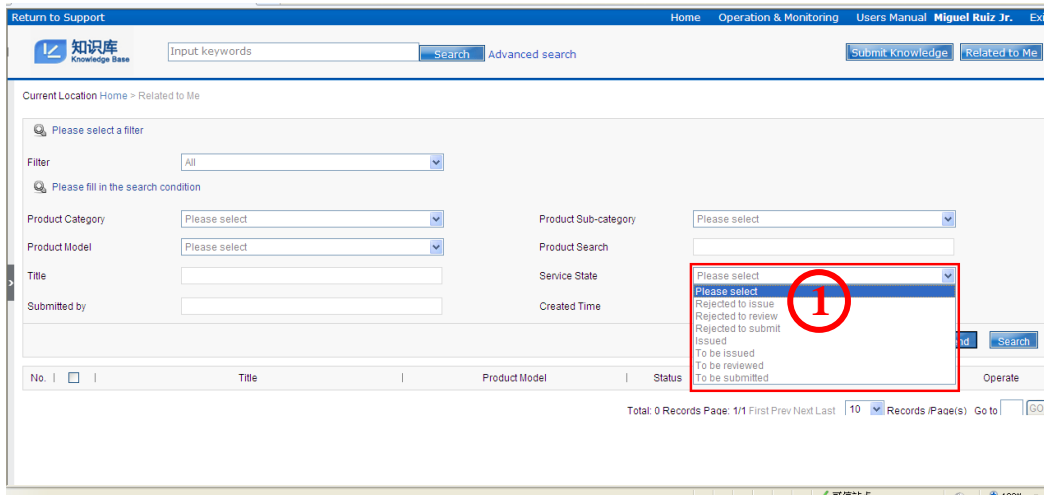 Return to Support Home Operation & Monitoring Users Manual Miguel Ruiz Jr.
知识库
Knowledge Base
Input keywords Search Advanced search Submit Knowledge Related to Me
Current Location Home > Related to Me
Please select a filter
Filter All
Please fill in the search condition
Product Category Please select Product Sub-category Please select
Product Model Please select Product Search
Title Service State Please select
Please select
1
Submitted by Created Time Rejected to issue
Rejected to review
Rejected to submit
Issued Search
To be issued
To be reviewed
To be submitted
No. | | Title | Product Model | Status Operate
Total: 0 Records Page: 1/1 First Prev Next Last 10 Records /Page(s) Go to GO